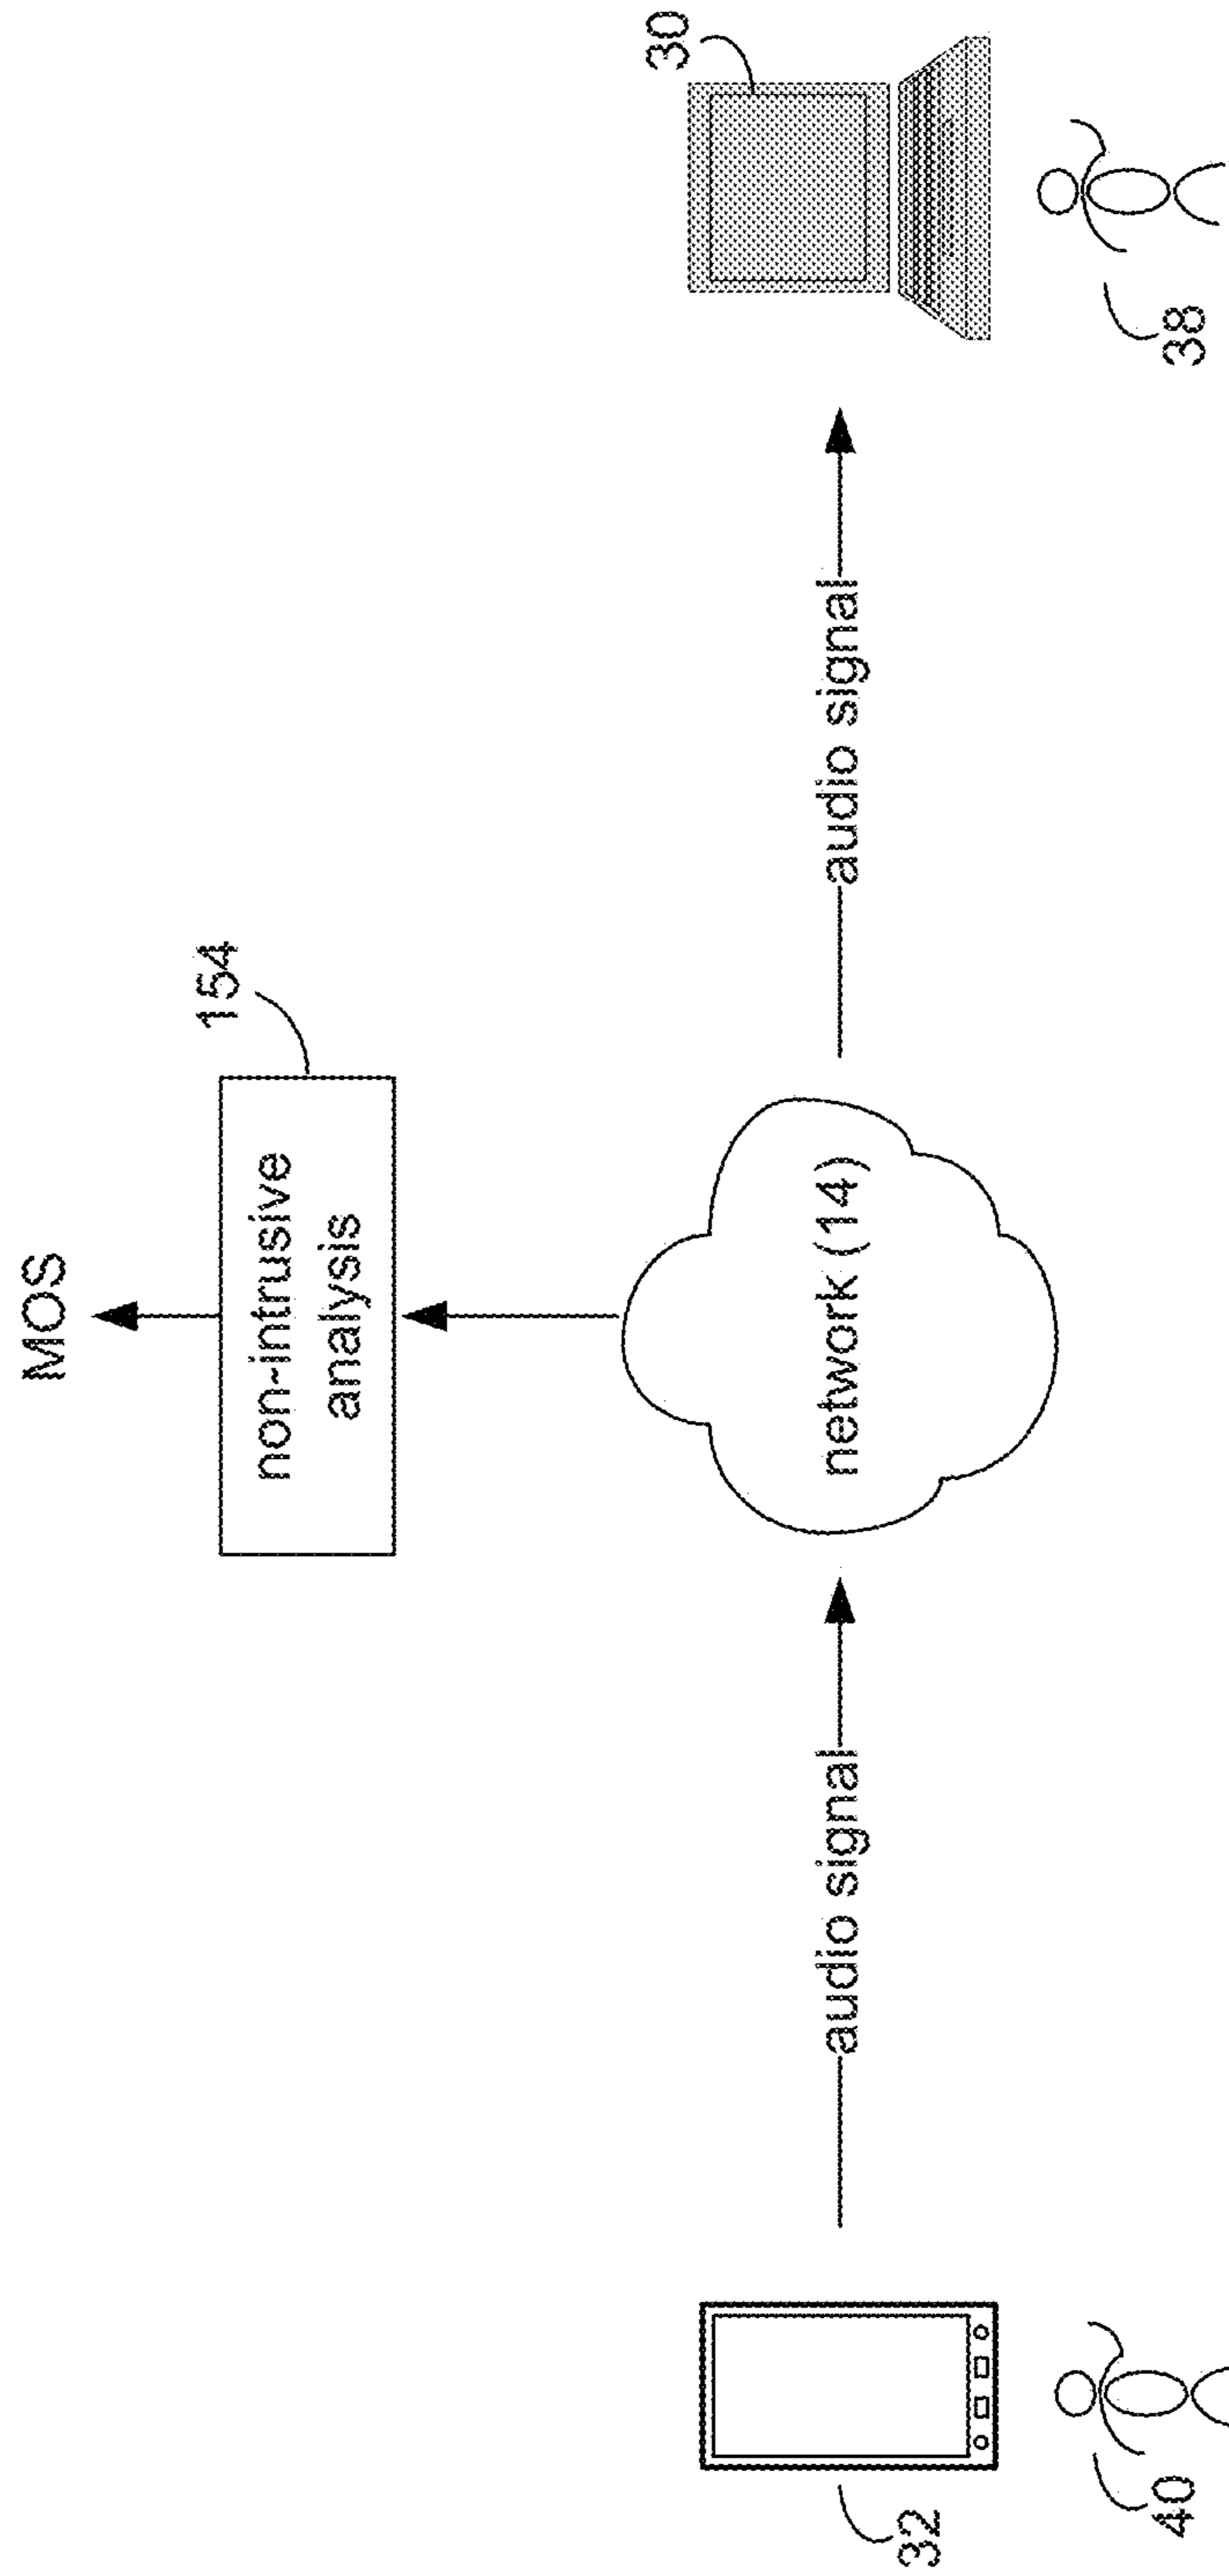 MOS
154
non-intrusive
analysis
30
audio signal
network (14)
audio signal
32
40
38